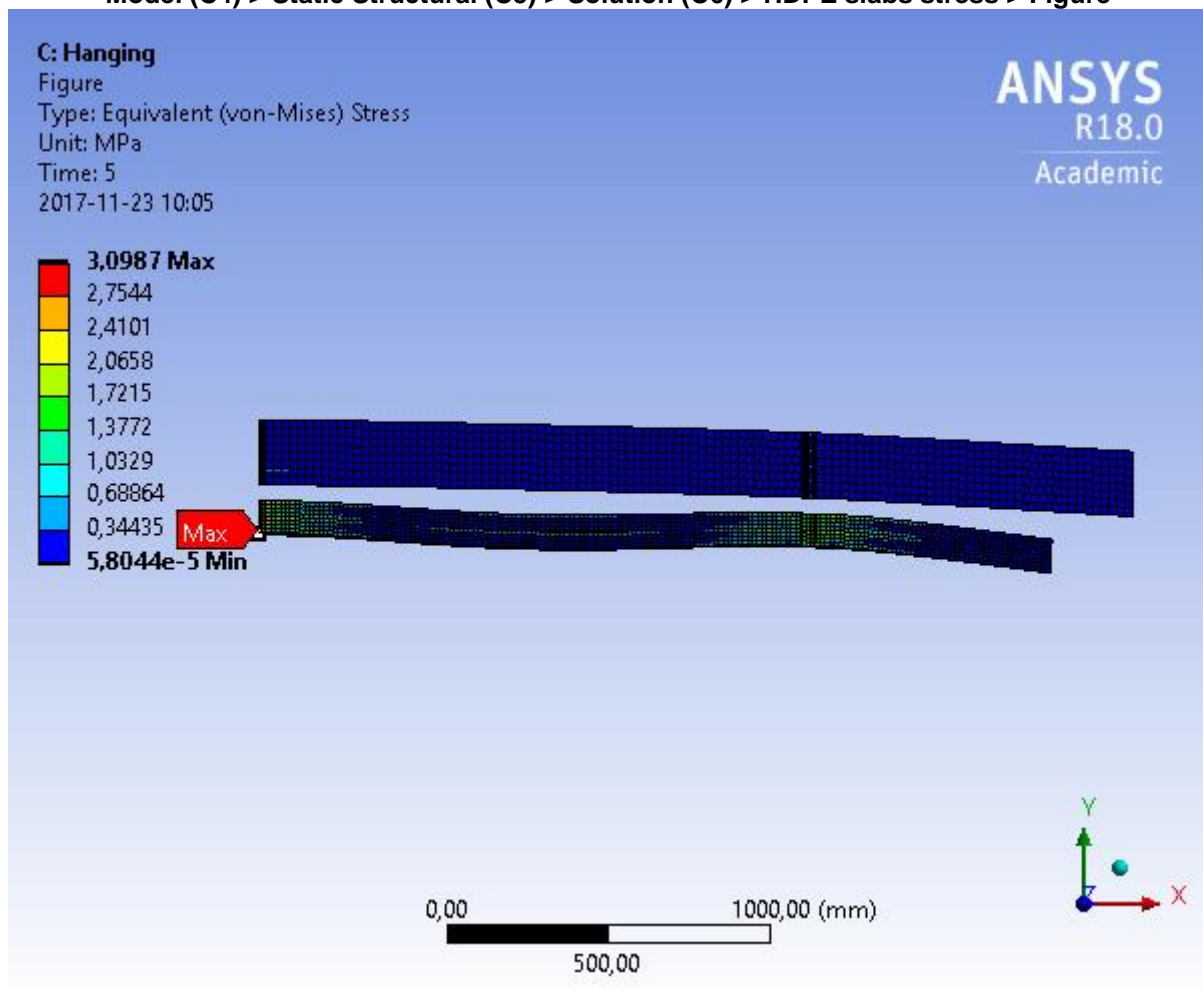 C: Hanging
Figure
Type: Equivalent (von-Mises) Stress
Unit: MPa
Time: 5
2017-11-23 10:05
ANSYS
R18.0
Academic
3,0987 Max
2,7544
2,4101
2,0658
1,7215
1,3772
1,0329
0,68864
0,34435
5,8044e-5 Min
Max
Y
Z
X
0,00
1000,00 (mm)
500,00